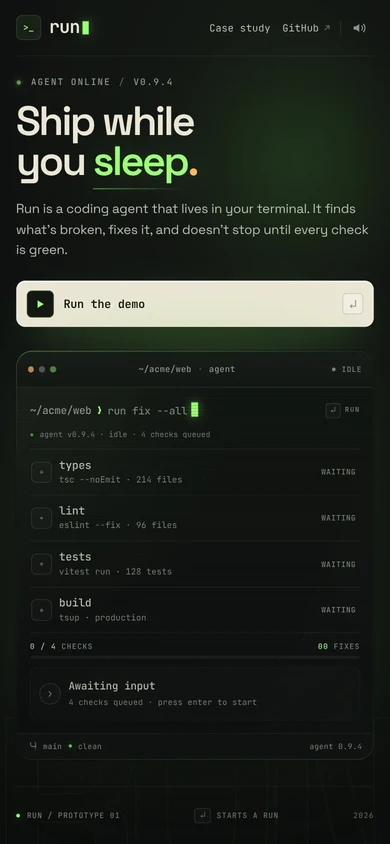 >_ run
Case study GitHub ↗
AGENT ONLINE / V0.9.4
Ship while
you sleep.
Run is a coding agent that lives in your terminal. It finds
what's broken, fixes it, and doesn't stop until every check
is green.
Run the demo
~/acme/web · agent
IDLE
~/acme/web ❯ run fix --all
RUN
agent v0.9.4 · idle · 4 checks queued
types
WAITING
tsc --noEmit · 214 files
lint
WAITING
eslint --fix · 96 files
tests
WAITING
vitest run · 128 tests
build
WAITING
tsup · production
0 / 4 CHECKS
00 FIXES
Awaiting input
4 checks queued · press enter to start
main • clean
agent 0.9.4
RUN / PROTOTYPE 01
STARTS A RUN
2026